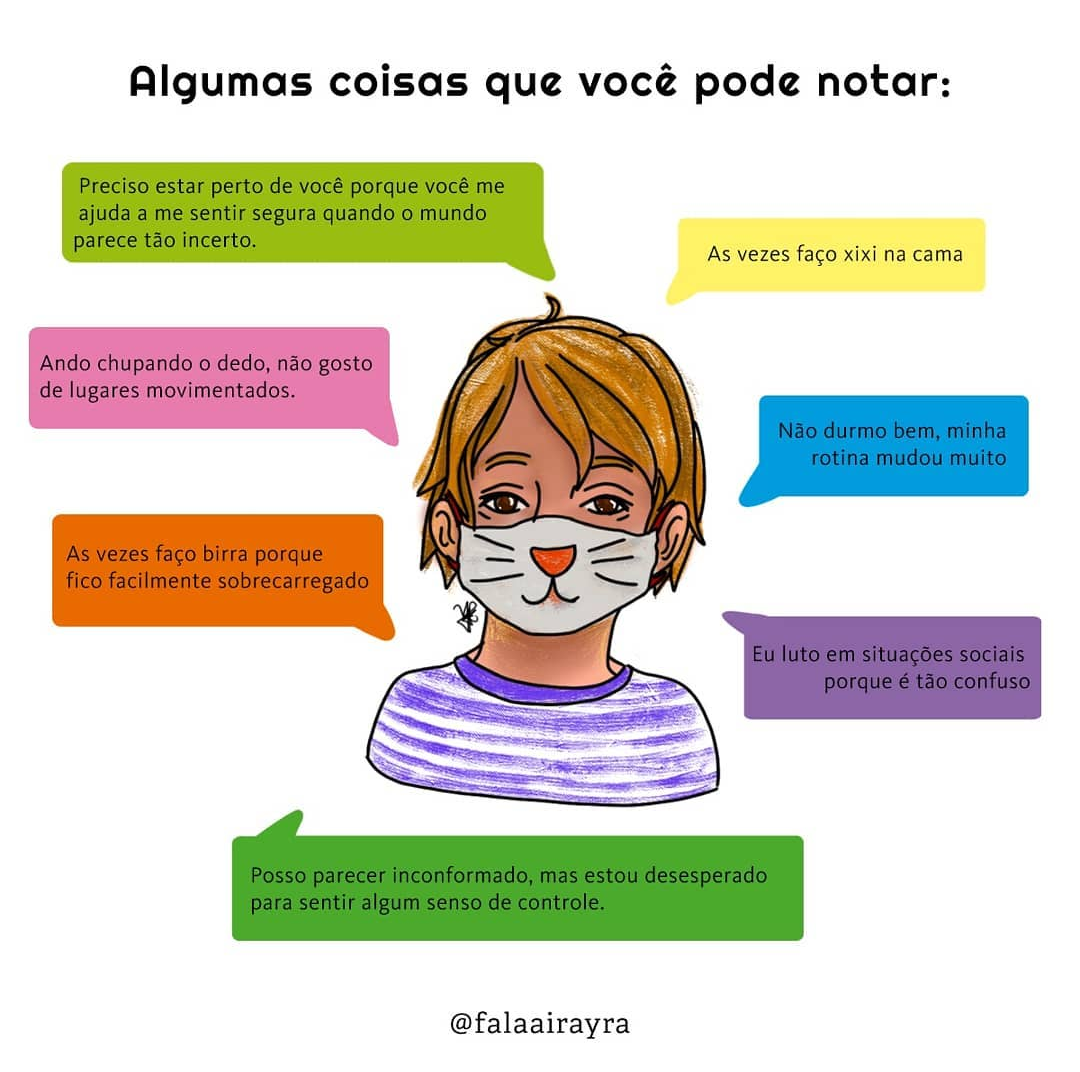 Algumas coisas que você pode notar:
Preciso estar perto de você porque você me
ajuda a me sentir segura quando o mundo
parece tão incerto.
As vezes faço xixi na cama
Ando chupando o dedo, não gosto
de lugares movimentados.
Não durmo bem, minha
rotina mudou muito
As vezes faço birra porque
fico facilmente sobrecarregado
Eu luto em situações sociais
porque é tão confuso
Posso parecer inconformado, mas estou desesperado
para sentir algum senso de controle.
@falaairayra